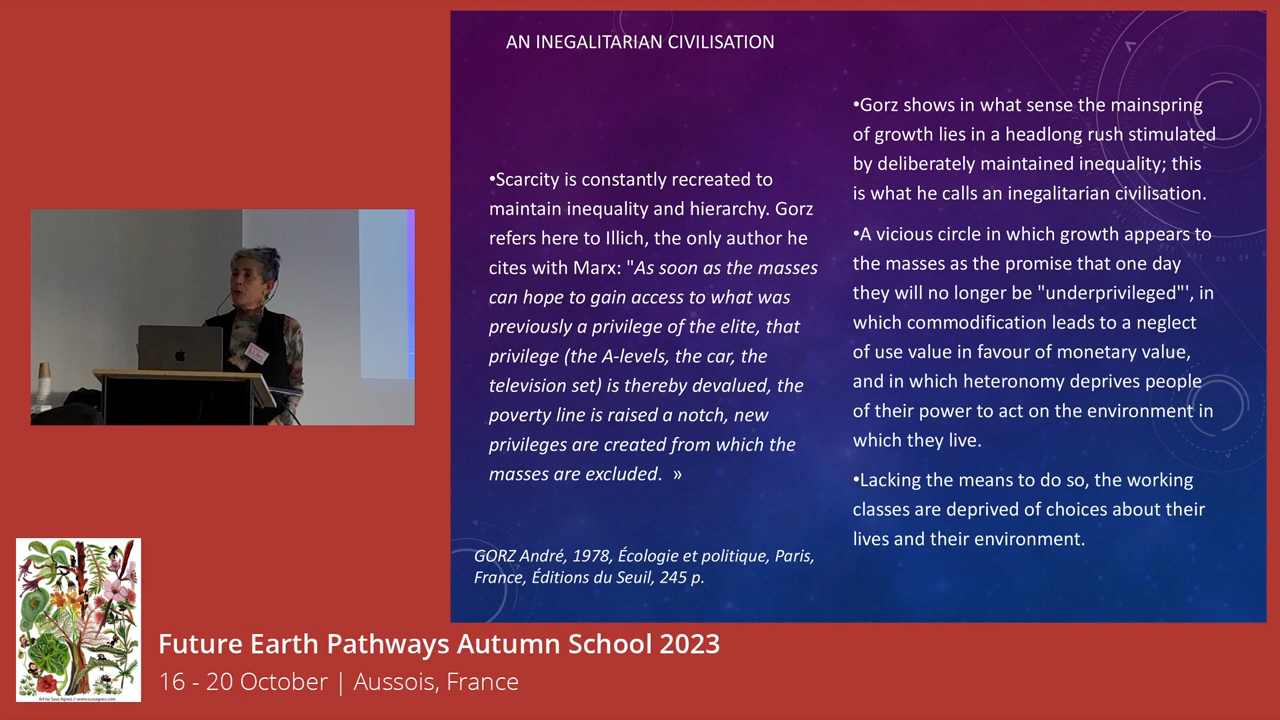 AN INEGALITARIAN CIVILISATION
•Scarcity is constantly recreated to
maintain inequality and hierarchy. Gorz
refers here to Illich, the only author he
cites with Marx: "As soon as the masses
can hope to gain access to what was
previously a privilege of the elite, that
privilege (the A-levels, the car, the
television set) is thereby devalued, the
poverty line is raised a notch, new
privileges are created from which the
masses are excluded. »
GORZ André, 1978, Écologie et politique, Paris,
France, Éditions du Seuil, 245 p.
•Gorz shows in what sense the mainspring
of growth lies in a headlong rush stimulated
by deliberately maintained inequality; this
is what he calls an inegalitarian civilisation.
•A vicious circle in which growth appears to
the masses as the promise that one day
they will no longer be "underprivileged"', in
which commodification leads to a neglect
of use value in favour of monetary value,
and in which heteronomy deprives people
of their power to act on the environment in
which they live.
•Lacking the means to do so, the working
classes are deprived of choices about their
lives and their environment.
Future Earth Pathways Autumn School 2023
16 - 20 October | Aussois, France